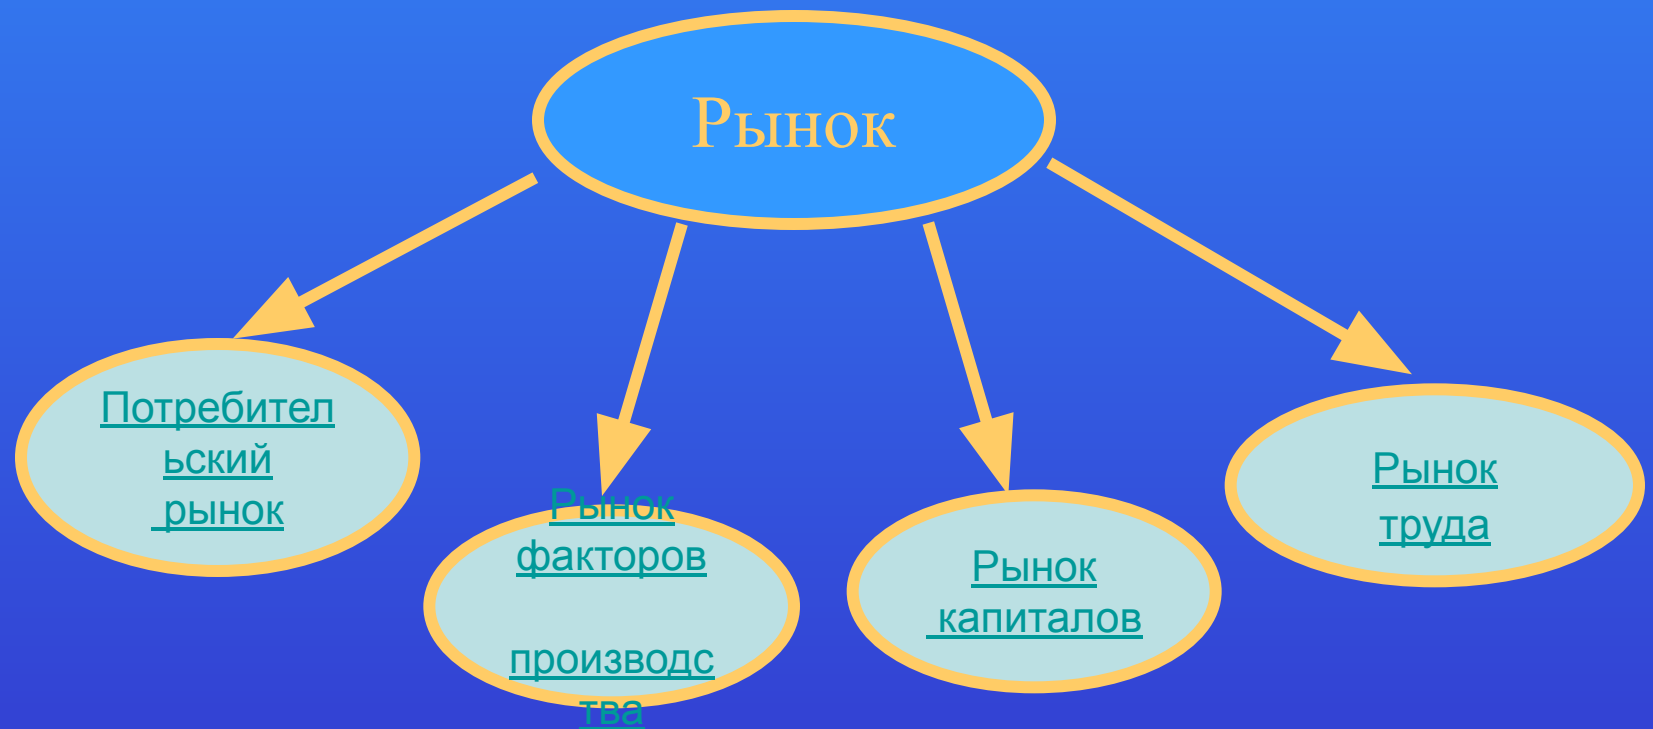 Рынок
Потребител
ьский
рынок
Рынок
факторов
производс
тва
Рынок
капиталов
Рынок
труда